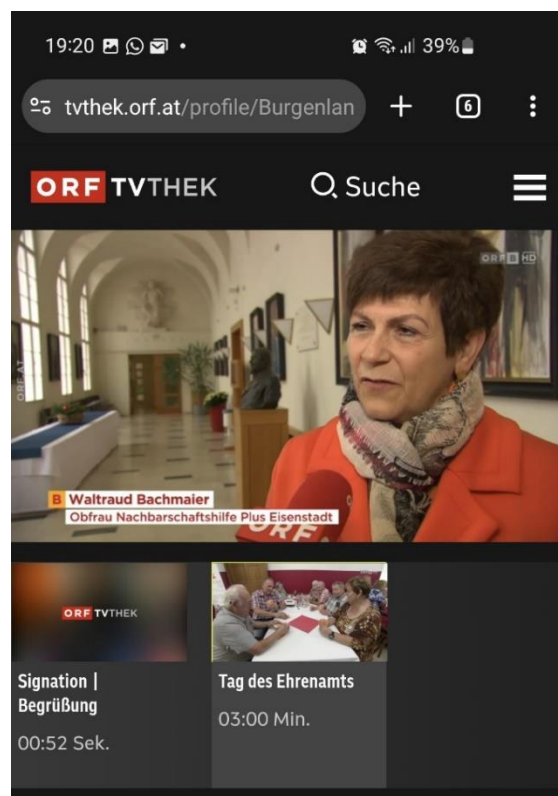 19:20
39%
tvthek.orf.at/profile/Burgenlan
6
ORF TVTHEK
Suche
ORF B HD
ORF.AT
B Waltraud Bachmaier
Obfrau Nachbarschaftshilfe Plus Eisenstadt
ORF
ORF TVTHEK
Signation |
Begrüßung
00:52 Sek.
Tag des Ehrenamts
03:00 Min.